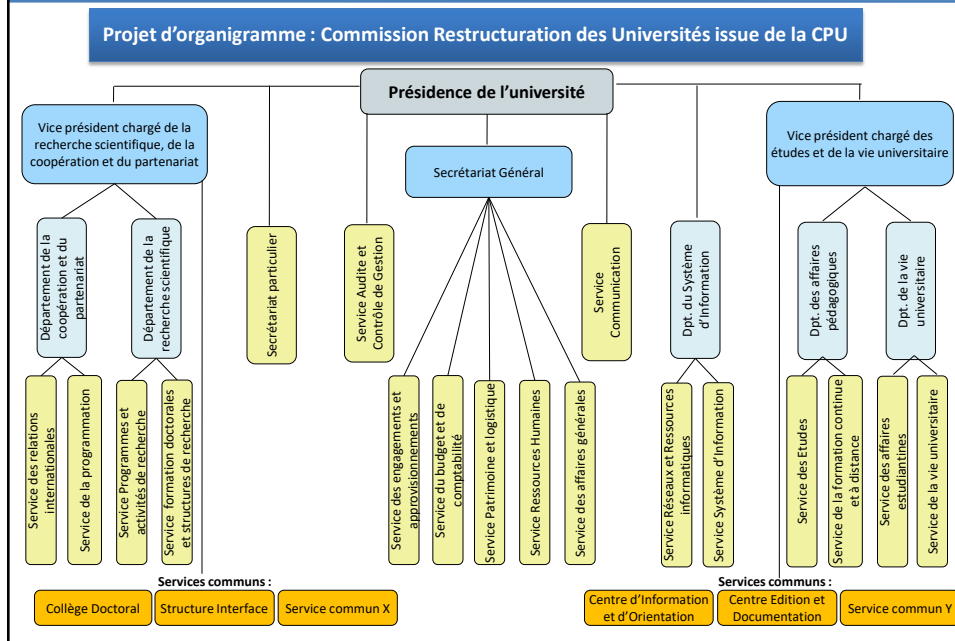 Projet d'organigramme : Commission Restructuration des Universités issue de la CPU
Présidence de l'université
Vice président chargé de la
recherche scientifique, de la
coopération et du partenariat
Secrétariat Général
Vice président chargé des
études et de la vie universitaire
Département de la
coopération et du
partenariat
Département de la
recherche scientifique
Secrétariat particulier
Service Audite et
Contrôle de Gestion
Service
Communication
Dpt. du Système
d'Information
Dpt. des affaires
pédagogiques
Dpt. de la vie
universitaire
Service des relations
internationales
Service de la programmation
Service Programmes et
activités de recherche
Service formation doctorales
et structures de recherche
Service des engagements et
approvisionnements
Service du budget et de
comptabilité
Service Patrimoine et logistique
Service Ressources Humaines
Service des affaires générales
Service Réseaux et Ressources
informatiques
Service Système d'Information
Service des Etudes
Service de la formation continue
et à distance
Service des affaires
estudiantines
Service de la vie universitaire
Services communs :
Collège Doctoral
Structure Interface
Service commun X
Services communs :
Centre d'Information
et d'Orientation
Centre Edition et
Documentation
Service commun Y